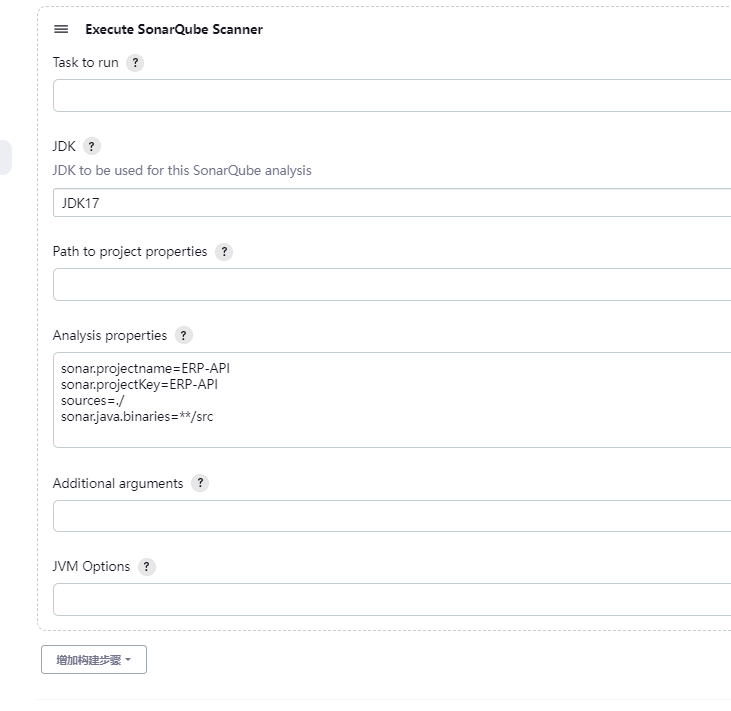 Execute SonarQube Scanner
Task to run ?
JDK ?
JDK to be used for this SonarQube analysis
JDK17
Path to project properties ?
Analysis properties ?
sonar.projectname=ERP-API
sonar.projectKey=ERP-API
sources=./
sonar.java.binaries=**/src
Additional arguments ?
JVM Options ?
增加构建步骤